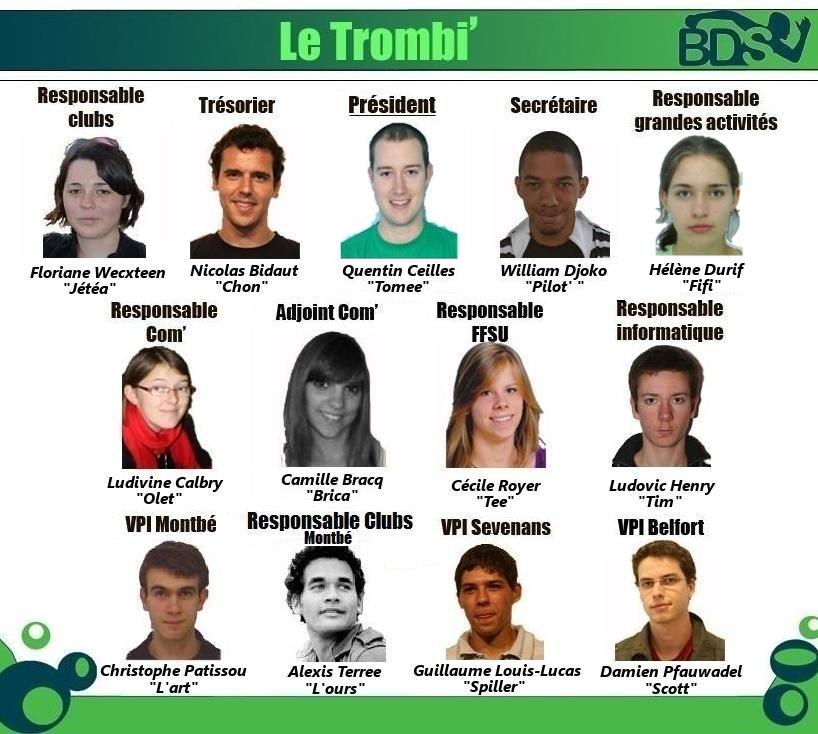 Le Trombi'
BDS
Responsable
clubs
Trésorier
Président
Secrétaire
Responsable
grandes activités
Floriane Wecxteen
"Jétéa"
Nicolas Bidaut
"Chon"
Quentin Ceilles
"Tomee"
William Djoko
"Pilot' "
Hélène Durif
"Fifi"
Responsable
Com'
Adjoint Com'
Responsable
FFSU
Responsable
informatique
Ludivine Calbry
"Olet"
Camille Bracq
"Brica"
Cécile Royer
"Tee"
Ludovic Henry
"Tim"
VPI Montbé
Responsable Clubs
Montbé
VPI Sevenans
VPI Belfort
Christophe Patissou
"L'art"
Alexis Terree
"L'ours"
Guillaume Louis-Lucas
"Spiller"
Damien Pfauwadel
"Scott"